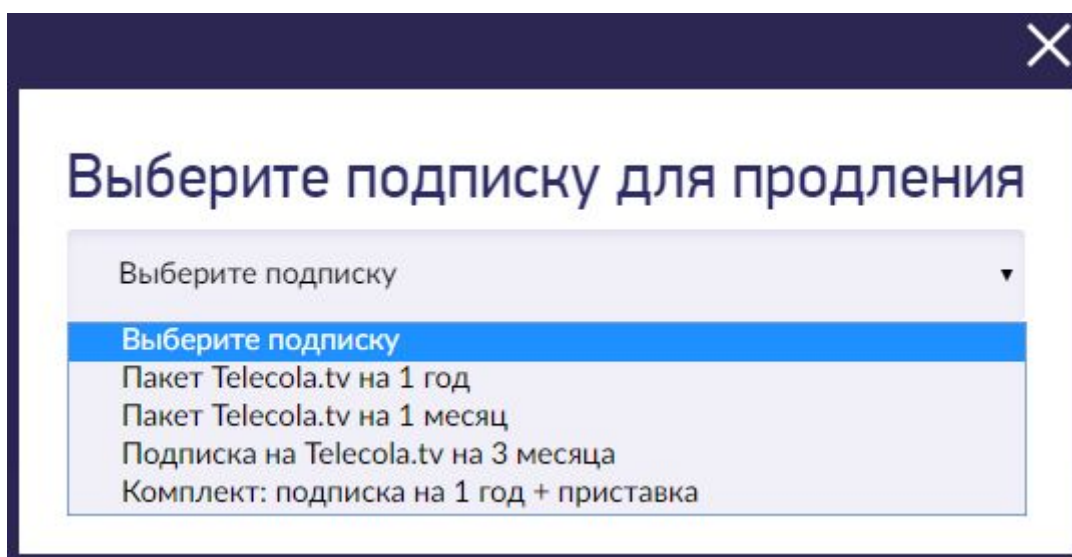 Выберите подписку для продления
Выберите подписку
Выберите подписку
Пакет Telecola.tv на 1 год
Пакет Telecola.tv на 1 месяц
Подписка на Telecola.tv на 3 месяца
Комплект: подписка на 1 год + приставка